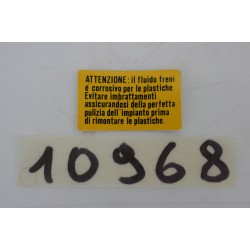 ATTENZIONE: il fluido freni
é corrosivo per le plastiche.
Evitare imbrattamenti
assicurandosi della perfetta
pulizia dell'impianto prima
di rimontare le plastiche.
10968